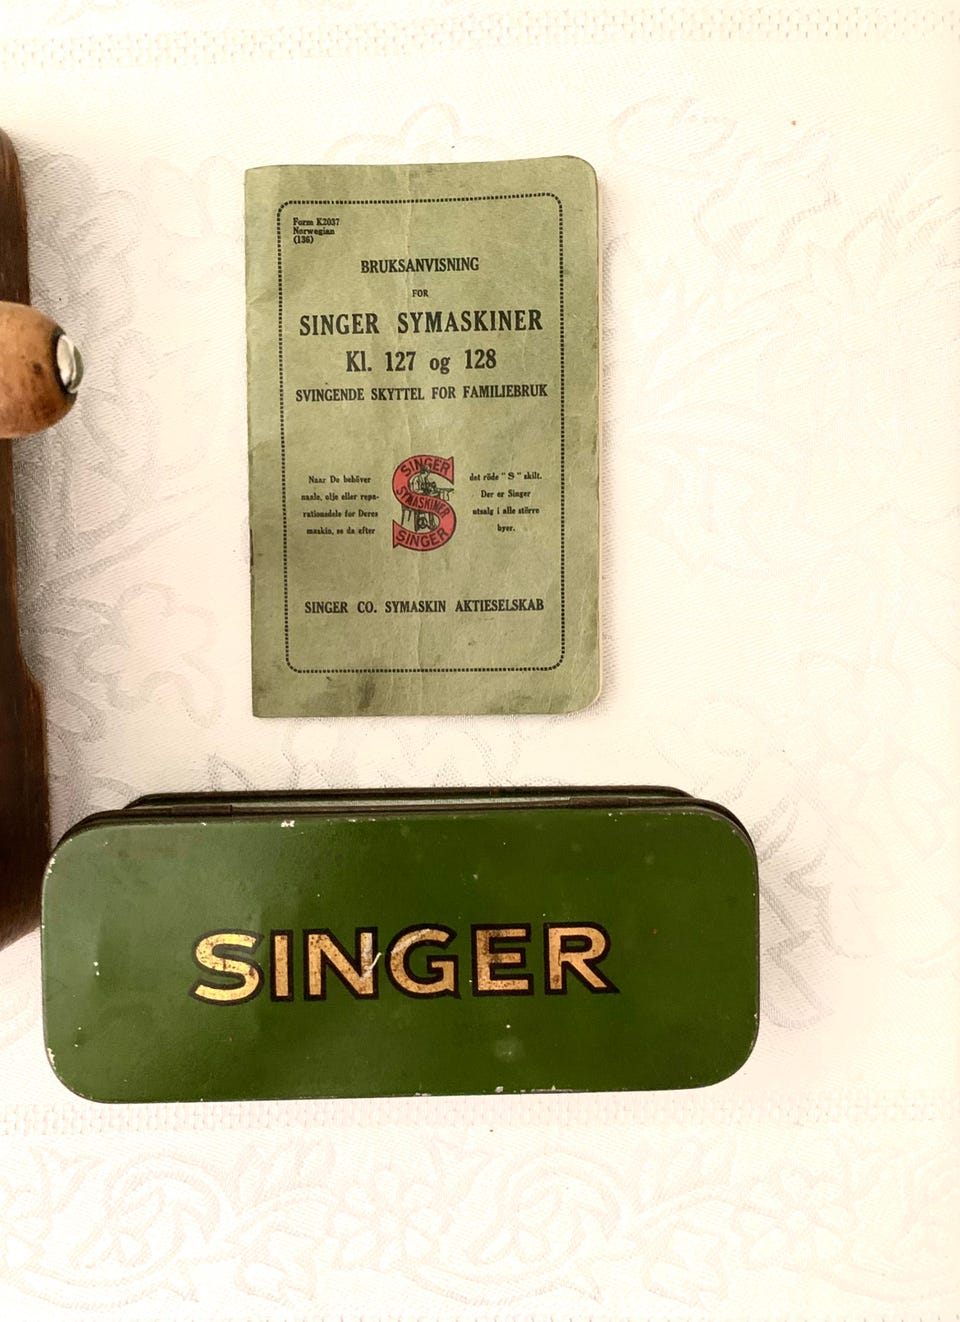 Form K2037
Norwegian
(136)
BRUKSANVISNING
FOR
SINGER SYMASKINER
Kl. 127 og 128
SVINGENDE SKYTTEL FOR FAMILIEBRUK
Naar De behöver
naale, olje eller repa-
rationsdele for Deres
maskin, se da efter
SINGER
SYMASKINER
SINGER
det röde "S" skilt.
Der er Singer
utsalg i alle större
byer.
SINGER CO. SYMASKIN AKTIESELSKAB
SINGER